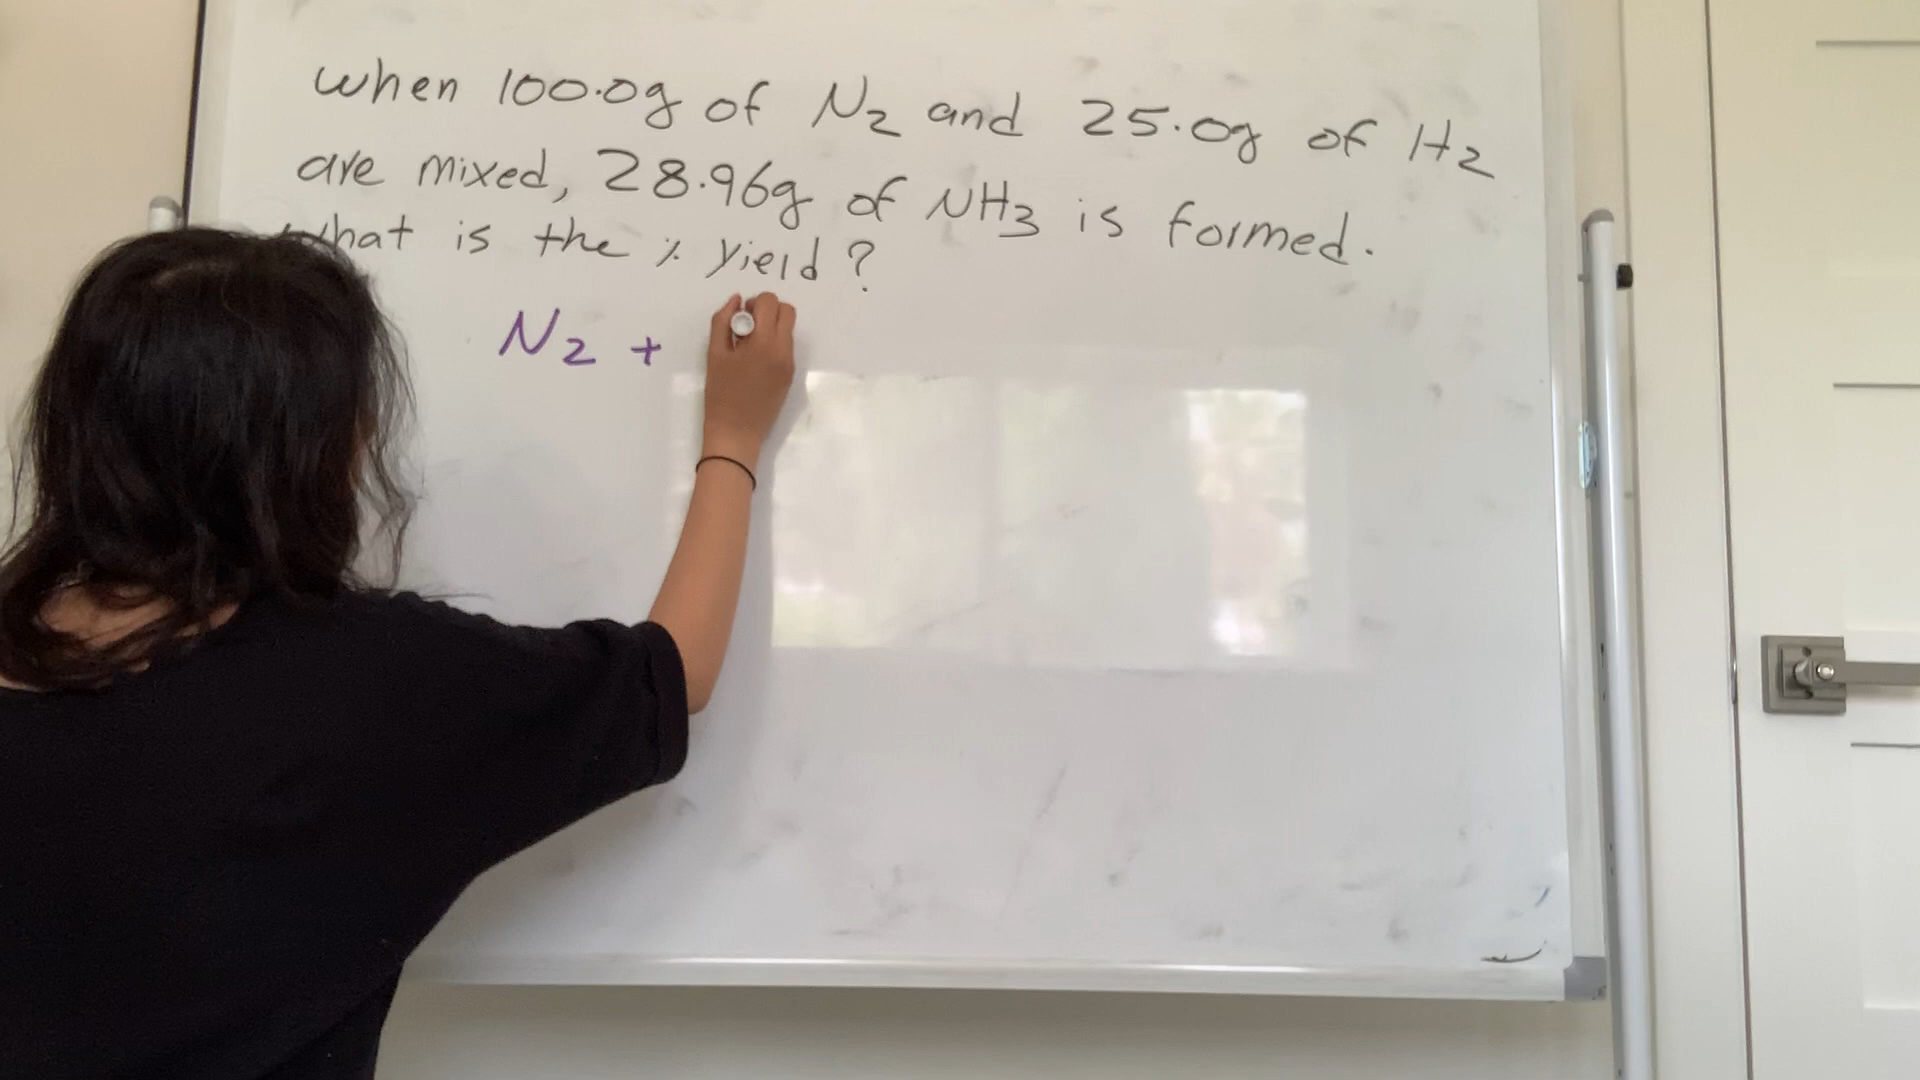 when 100.0g of N₂ and 25.0g of H₂
are mixed, 28.96g of NH₃ is formed.
what is the % yield?
N₂ +